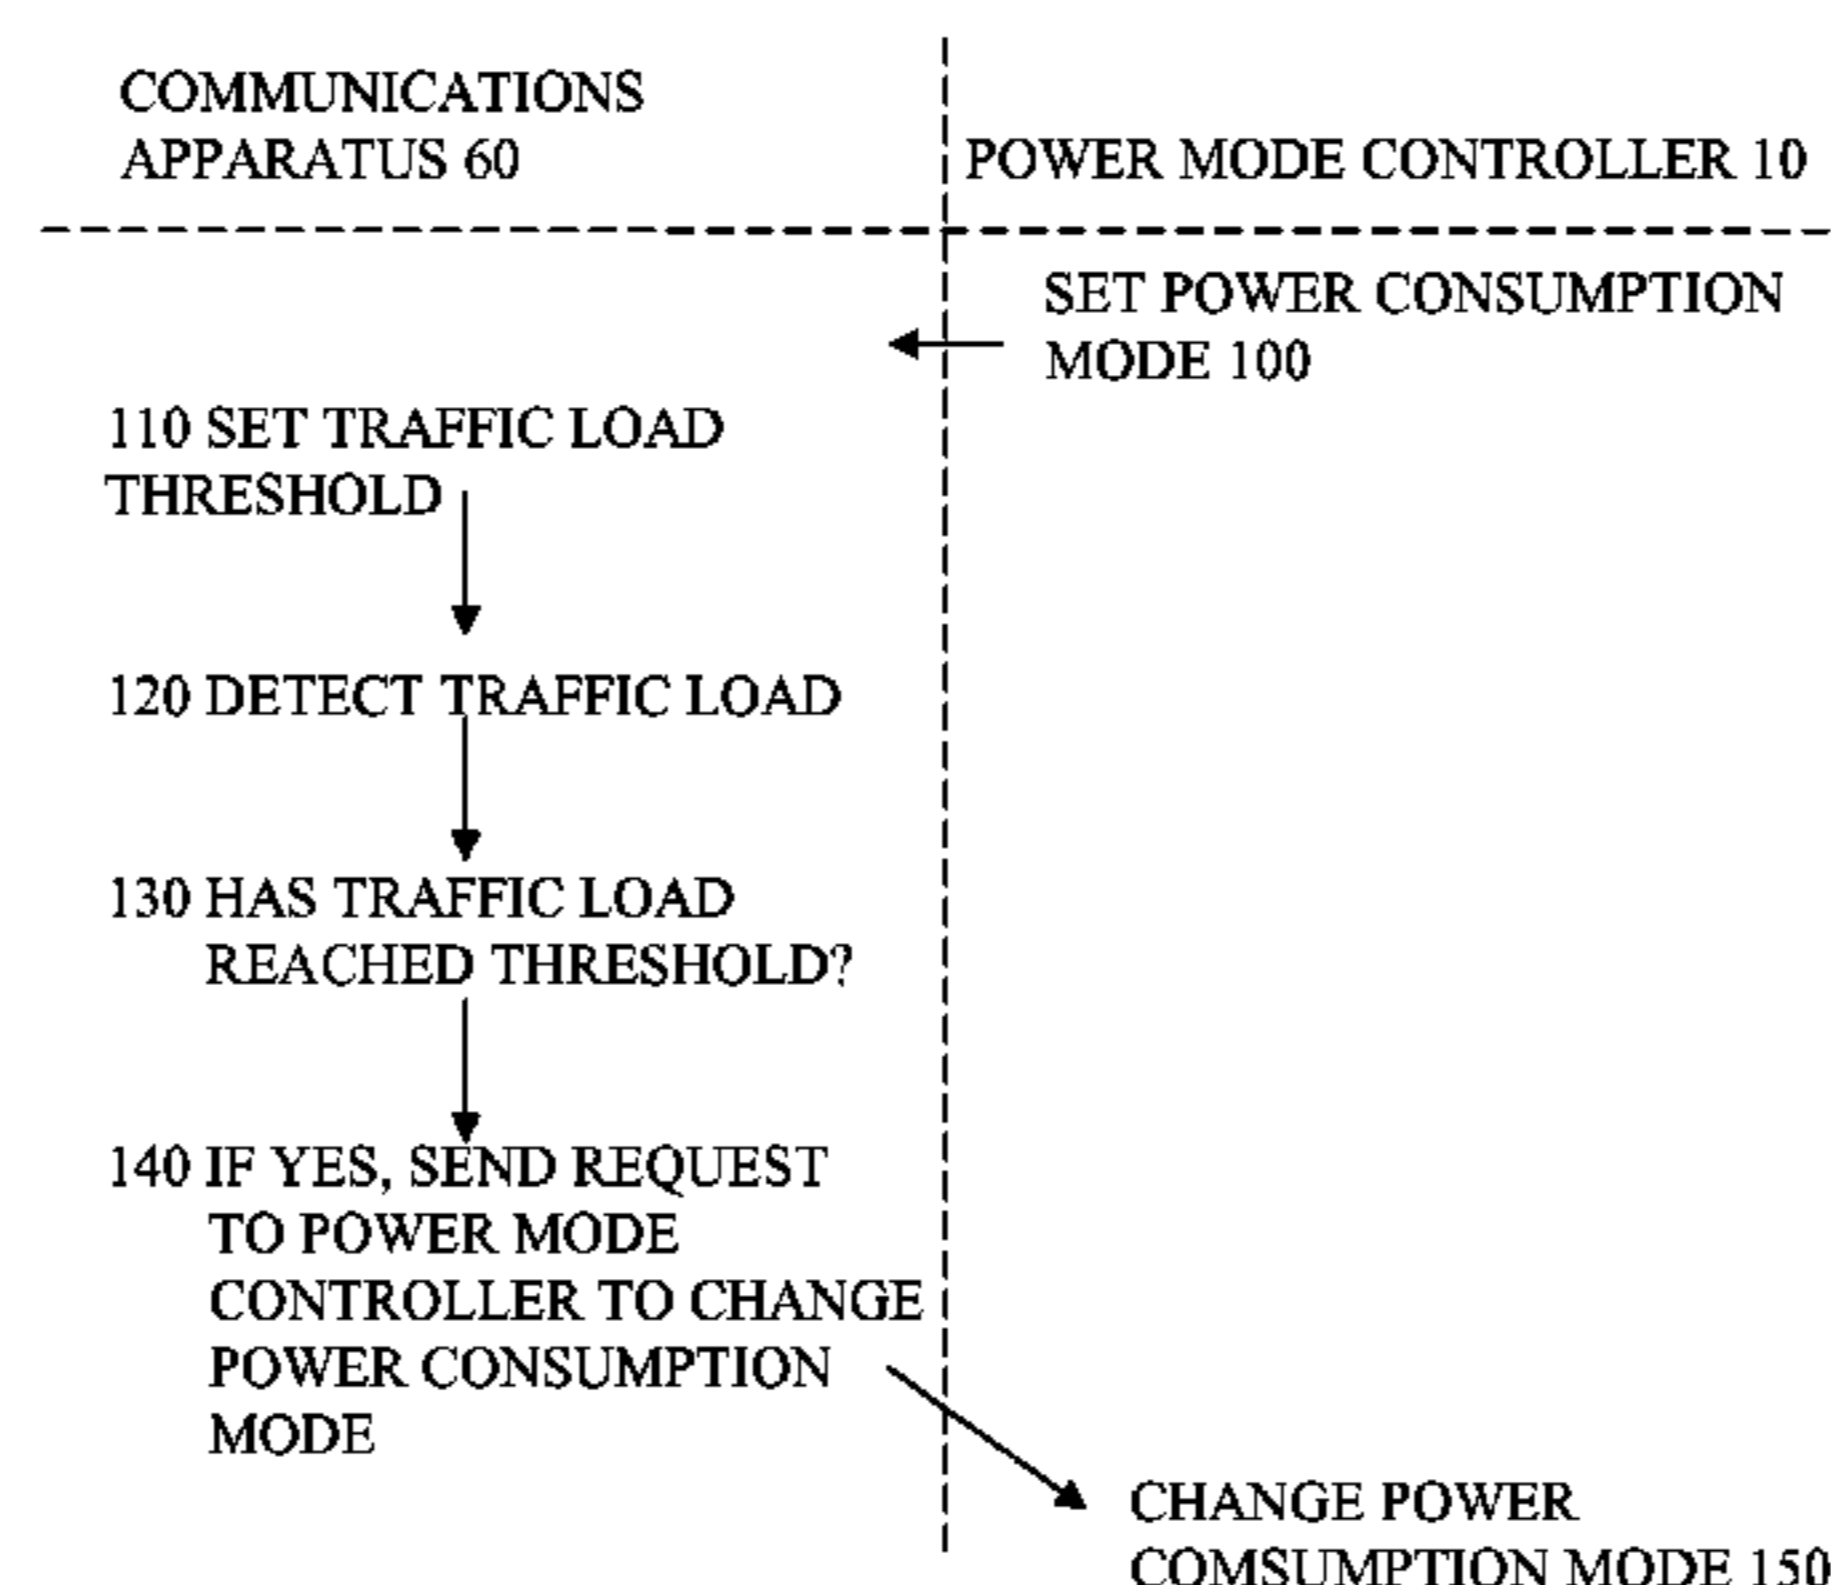 COMMUNICATIONS
APPARATUS 60
POWER MODE CONTROLLER 10
SET POWER CONSUMPTION
MODE 100
110 SET TRAFFIC LOAD
THRESHOLD
120 DETECT TRAFFIC LOAD
130 HAS TRAFFIC LOAD
REACHED THRESHOLD?
140 IF YES, SEND REQUEST
TO POWER MODE
CONTROLLER TO CHANGE
POWER CONSUMPTION
MODE
CHANGE POWER
COMSUMPTION MODE 150